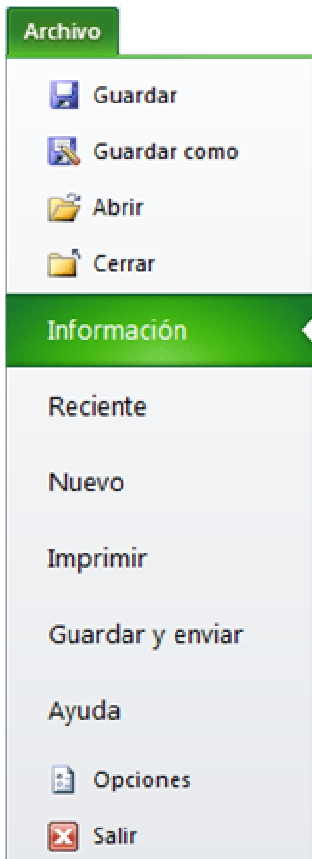 Archivo
Guardar
Guardar como
Abrir
Cerrar
Información
Reciente
Nuevo
Imprimir
Guardar y enviar
Ayuda
Opciones
Salir